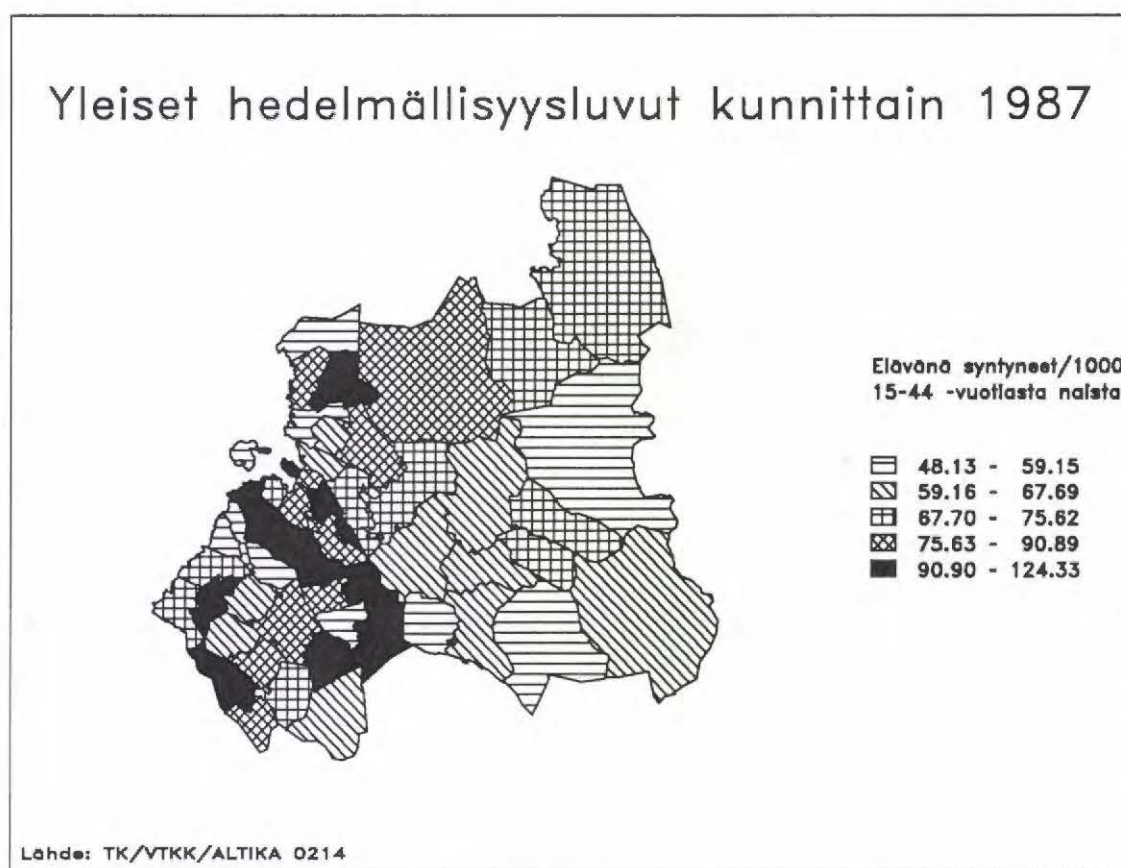 Yleiset hedelmällisyysluvut kunnittain 1987
Elävänä syntyneet/1000
15-44 -vuotiasta naista
48.13 - 59.15
59.16 - 67.69
67.70 - 75.62
75.63 - 90.89
90.90 - 124.33
Lähde: TK/VTKK/ALTIKA 0214